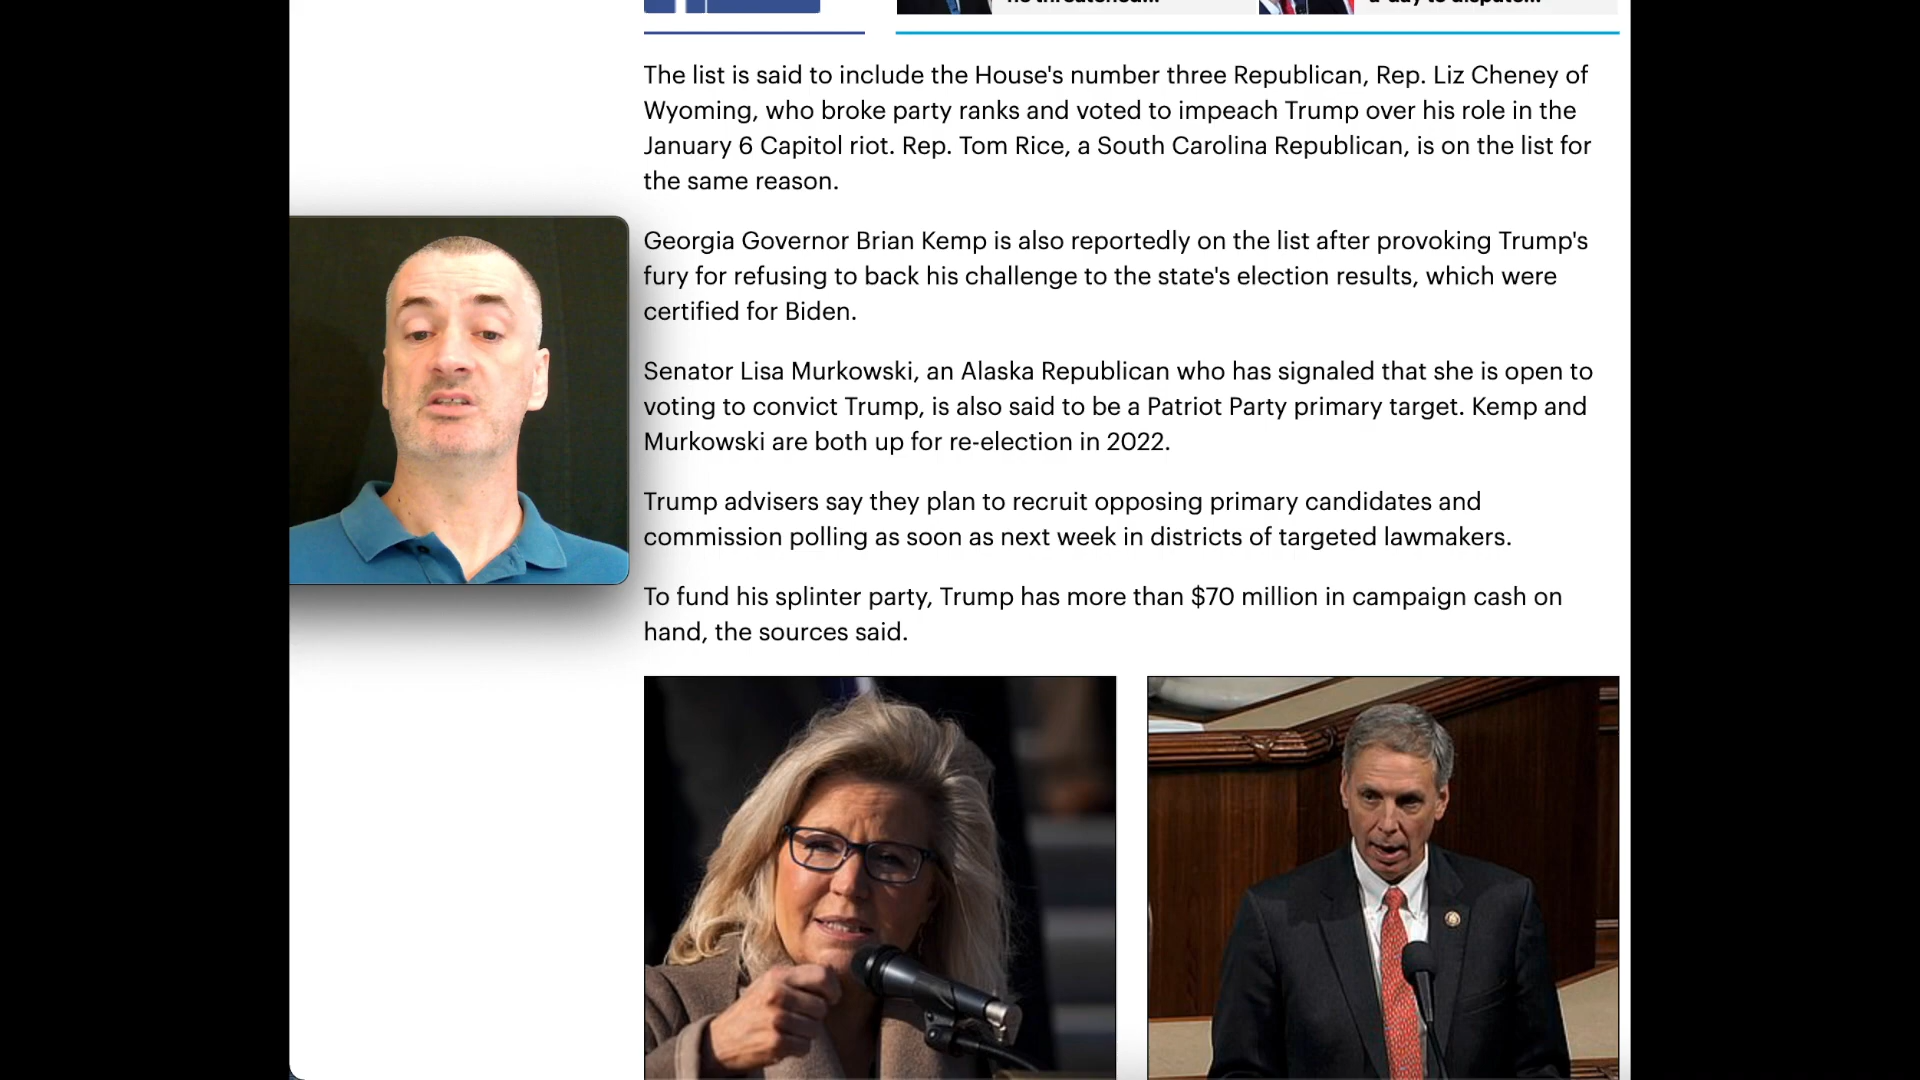 he threatened...
a-day to dispute...
The list is said to include the House's number three Republican, Rep. Liz Cheney of
Wyoming, who broke party ranks and voted to impeach Trump over his role in the
January 6 Capitol riot. Rep. Tom Rice, a South Carolina Republican, is on the list for
the same reason.
Georgia Governor Brian Kemp is also reportedly on the list after provoking Trump's
fury for refusing to back his challenge to the state's election results, which were
certified for Biden.
Senator Lisa Murkowski, an Alaska Republican who has signaled that she is open to
voting to convict Trump, is also said to be a Patriot Party primary target. Kemp and
Murkowski are both up for re-election in 2022.
Trump advisers say they plan to recruit opposing primary candidates and
commission polling as soon as next week in districts of targeted lawmakers.
To fund his splinter party, Trump has more than $70 million in campaign cash on
hand, the sources said.